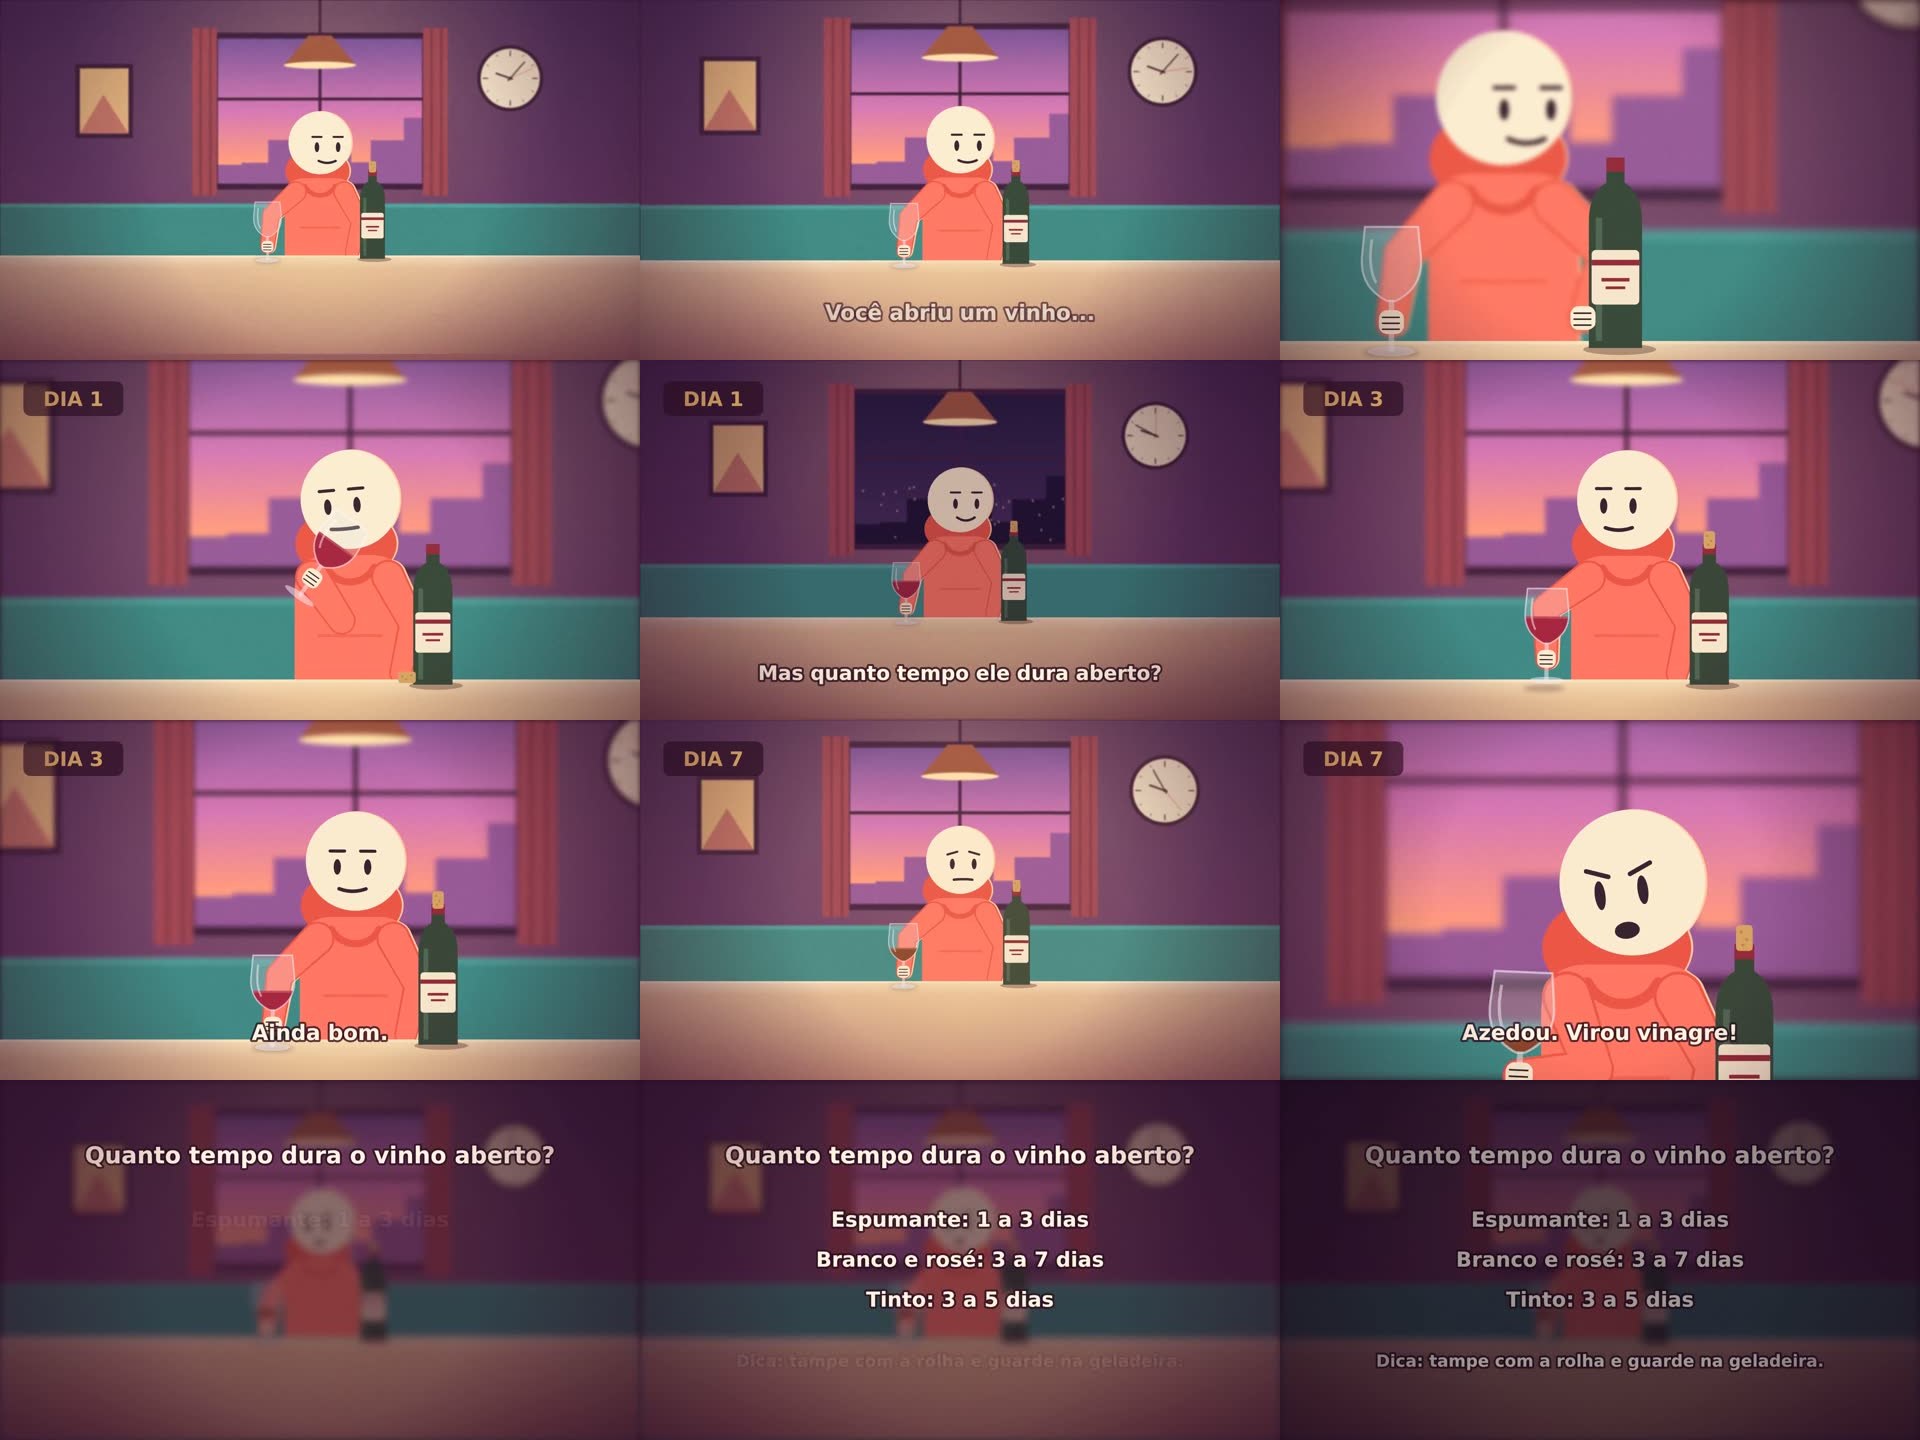 Você abriu um vinho...
DIA 1
DIA 1
Mas quanto tempo ele dura aberto?
DIA 3
DIA 3
Ainda bom.
DIA 7
DIA 7
Azedou. Virou vinagre!
Quanto tempo dura o vinho aberto?
Espumante: 1 a 3 dias
Quanto tempo dura o vinho aberto?
Espumante: 1 a 3 dias
Branco e rosé: 3 a 7 dias
Tinto: 3 a 5 dias
Dica: tampe com a rolha e guarde na geladeira.
Quanto tempo dura o vinho aberto?
Espumante: 1 a 3 dias
Branco e rosé: 3 a 7 dias
Tinto: 3 a 5 dias
Dica: tampe com a rolha e guarde na geladeira.